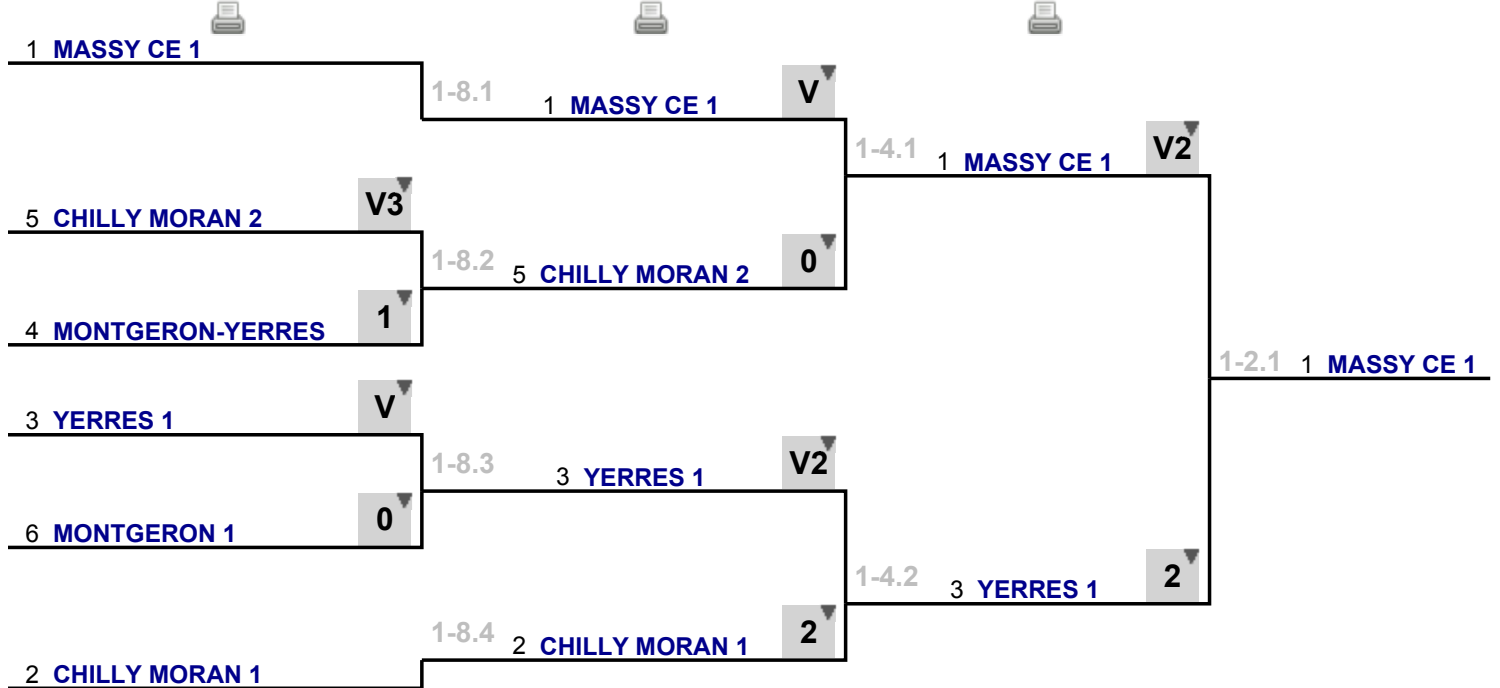 1 MASSY CE 1
1-8.1 1 MASSY CE 1 V
1-4.1 1 MASSY CE 1 V2
5 CHILLY MORAN 2 V3
1-8.2 5 CHILLY MORAN 2 0
4 MONTGERON-YERRES 1
1-2.1 1 MASSY CE 1
3 YERRES 1 V
1-8.3 3 YERRES 1 V2
6 MONTGERON 1 0
1-4.2 3 YERRES 1 2
1-8.4 2 CHILLY MORAN 1 2
2 CHILLY MORAN 1